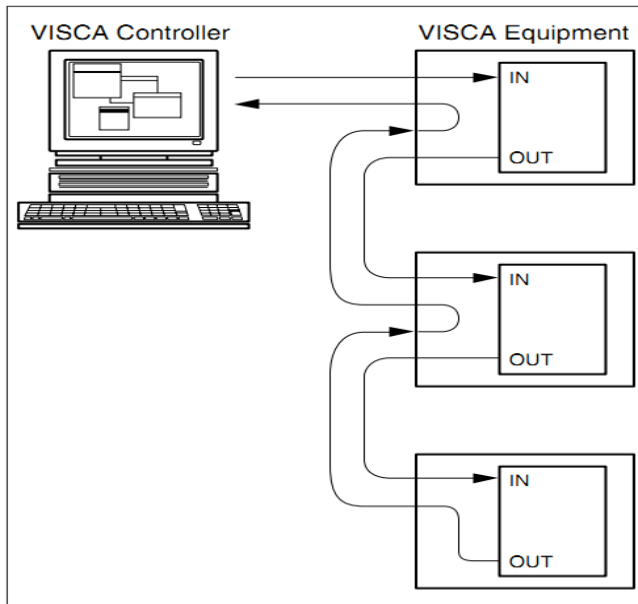 VISCA Controller
VISCA Equipment
IN
OUT
IN
OUT
IN
OUT